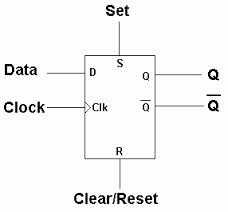 Set
S
Data D Q Q
Clock Clk Q̅ Q̅
R
Clear/Reset